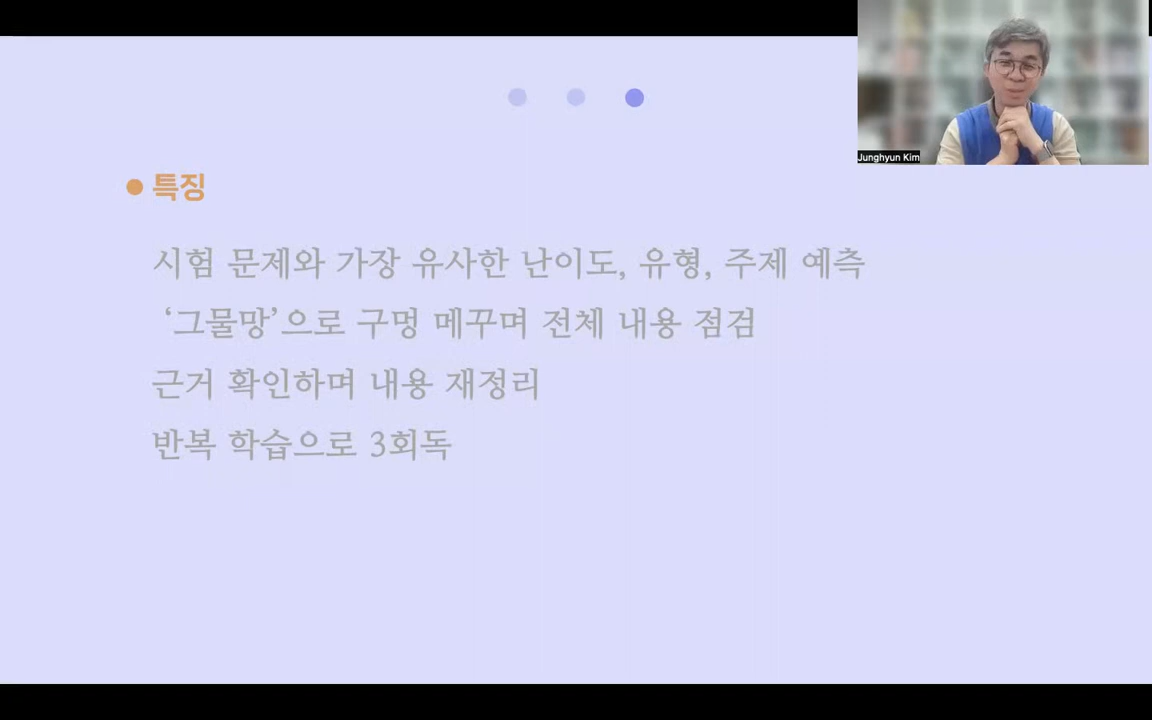 Junghyun Kim
특징
시험 문제와 가장 유사한 난이도, 유형, 주제 예측
‘그물망’으로 구멍 메꾸며 전체 내용 점검
근거 확인하며 내용 재정리
반복 학습으로 3회독